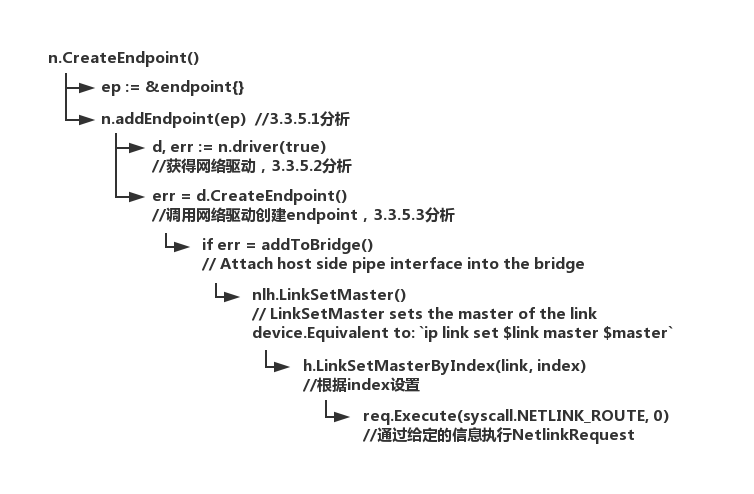 n.CreateEndpoint()
ep := &endpoint{}
n.addEndpoint(ep)  //3.3.5.1分析
d, err := n.driver(true)
//获得网络驱动，3.3.5.2分析
err = d.CreateEndpoint()
//调用网络驱动创建endpoint，3.3.5.3分析
if err = addToBridge()
// Attach host side pipe interface into the bridge
nlh.LinkSetMaster()
// LinkSetMaster sets the master of the link
device.Equivalent to: `ip link set $link master $master`
h.LinkSetMasterByIndex(link, index)
//根据index设置
req.Execute(syscall.NETLINK_ROUTE, 0)
//通过给定的信息执行NetlinkRequest